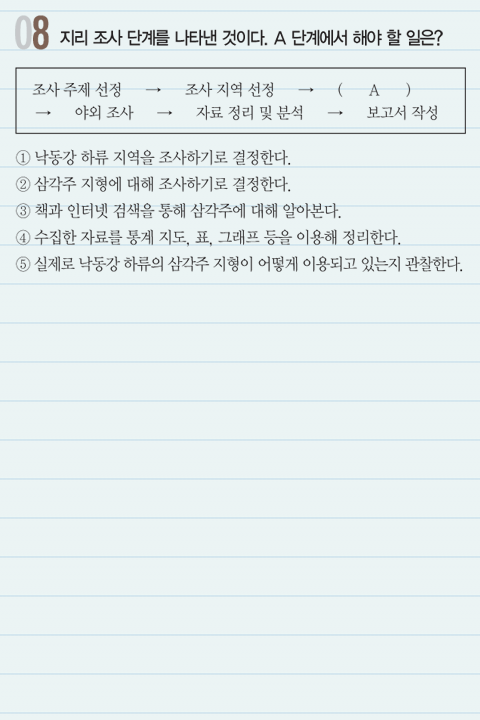 08 지리 조사 단계를 나타낸 것이다. A 단계에서 해야 할 일은?
조사 주제 선정 → 조사 지역 선정 → ( A )
→ 야외 조사 → 자료 정리 및 분석 → 보고서 작성
① 낙동강 하류 지역을 조사하기로 결정한다.
② 삼각주 지형에 대해 조사하기로 결정한다.
③ 책과 인터넷 검색을 통해 삼각주에 대해 알아본다.
④ 수집한 자료를 통계 지도, 표, 그래프 등을 이용해 정리한다.
⑤ 실제로 낙동강 하류의 삼각주 지형이 어떻게 이용되고 있는지 관찰한다.